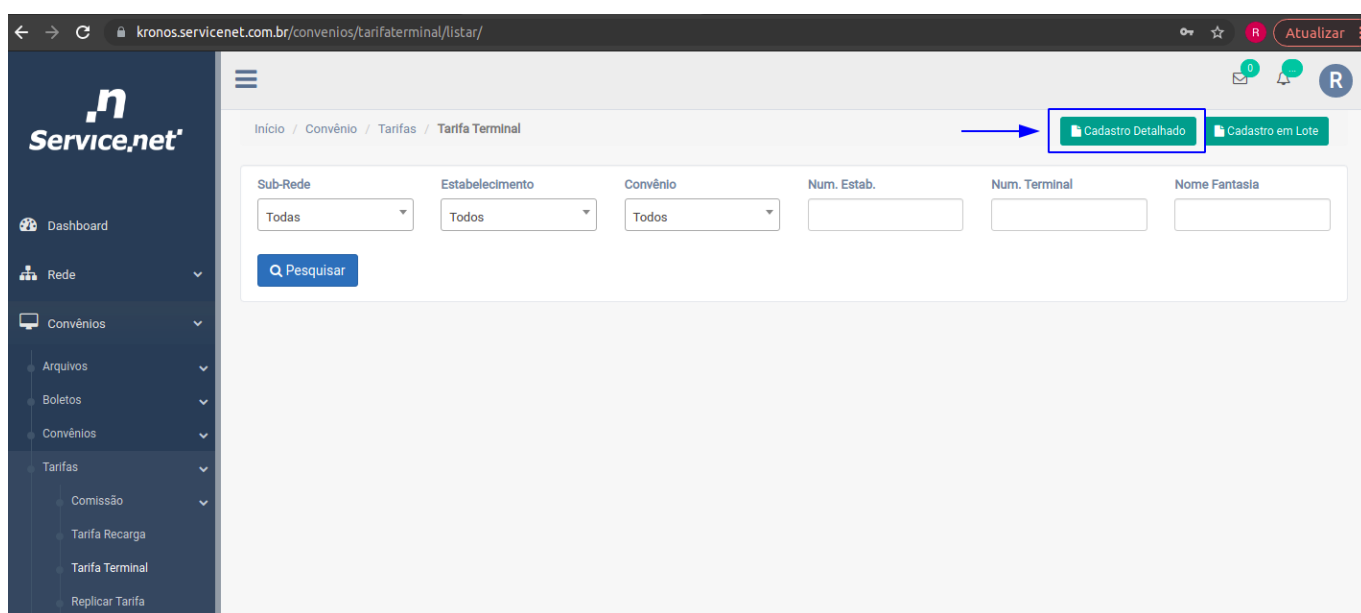 kronos.servicenet.com.br/convenios/tarifaterminal/listar/
R
Atualizar
n
Service.net
0
...
R
Início / Convênio / Tarifas / Tarifa Terminal
Cadastro Detalhado
Cadastro em Lote
Sub-Rede
Estabelecimento
Convênio
Num. Estab.
Num. Terminal
Nome Fantasia
Todas
Todos
Todos
Pesquisar
Dashboard
Rede
Convênios
Arquivos
Boletos
Convênios
Tarifas
Comissão
Tarifa Recarga
Tarifa Terminal
Replicar Tarifa